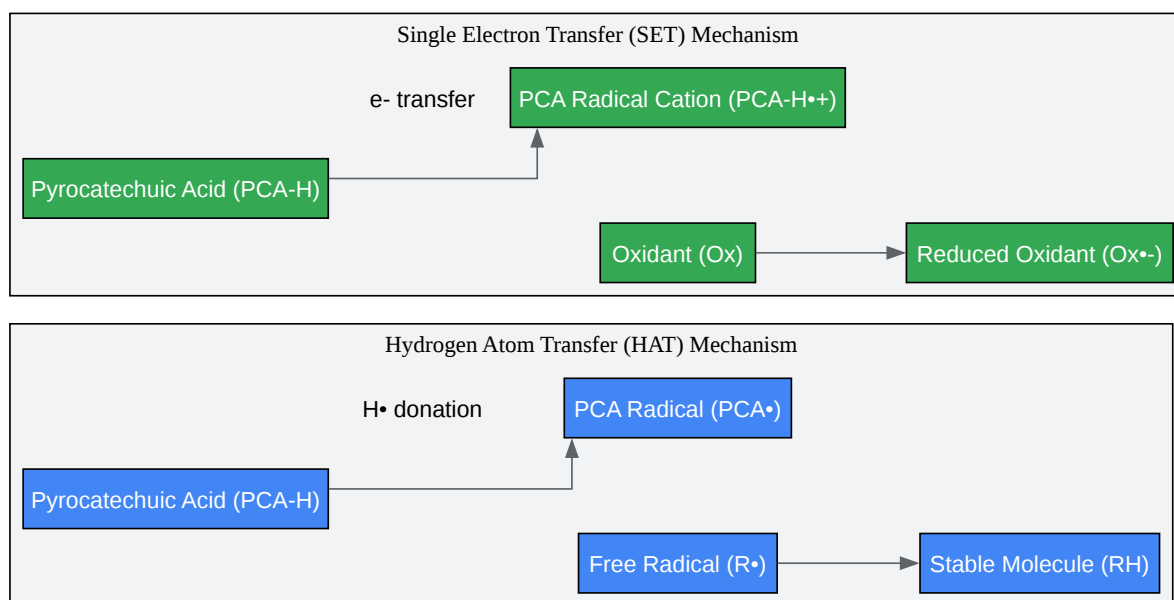 Single Electron Transfer (SET) Mechanism
e- transfer
PCA Radical Cation (PCA-H•+)
Pyrocatechuic Acid (PCA-H)
Oxidant (Ox)
Reduced Oxidant (Ox•-)
Hydrogen Atom Transfer (HAT) Mechanism
H• donation
PCA Radical (PCA•)
Pyrocatechuic Acid (PCA-H)
Free Radical (R•)
Stable Molecule (RH)